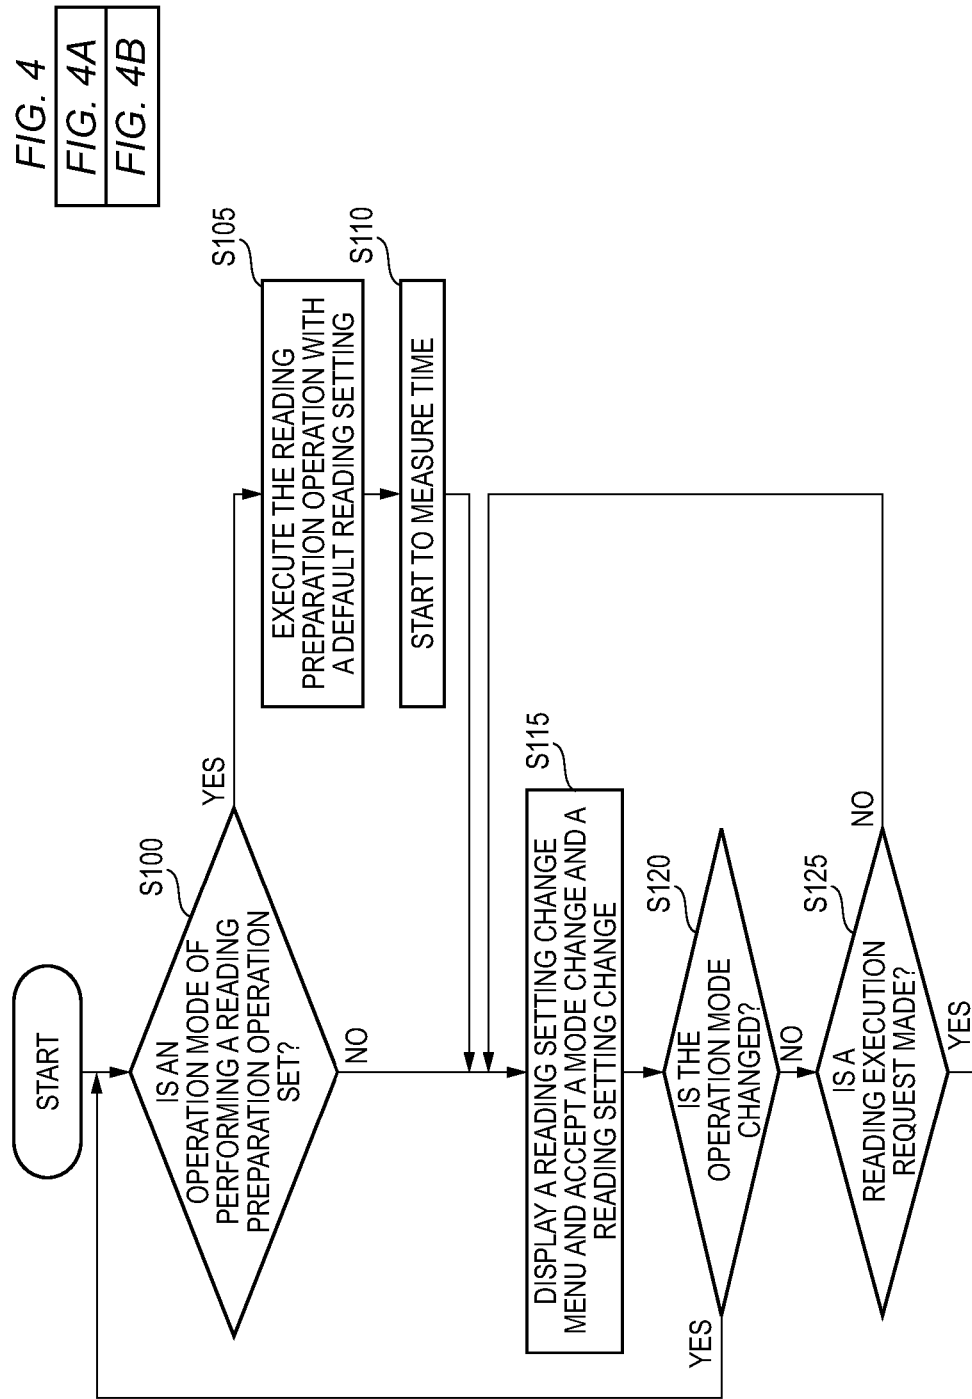 FIG. 4
FIG. 4A
FIG. 4B
START
S100
IS AN
OPERATION MODE OF
PERFORMING A READING
PREPARATION OPERATION
SET?
YES
NO
S105
EXECUTE THE READING
PREPARATION OPERATION WITH
A DEFAULT READING SETTING
S110
START TO MEASURE TIME
S115
DISPLAY A READING SETTING CHANGE
MENU AND ACCEPT A MODE CHANGE AND A
READING SETTING CHANGE
S120
IS THE
OPERATION MODE
CHANGED?
YES
NO
S125
IS A
READING EXECUTION
REQUEST MADE?
NO
YES